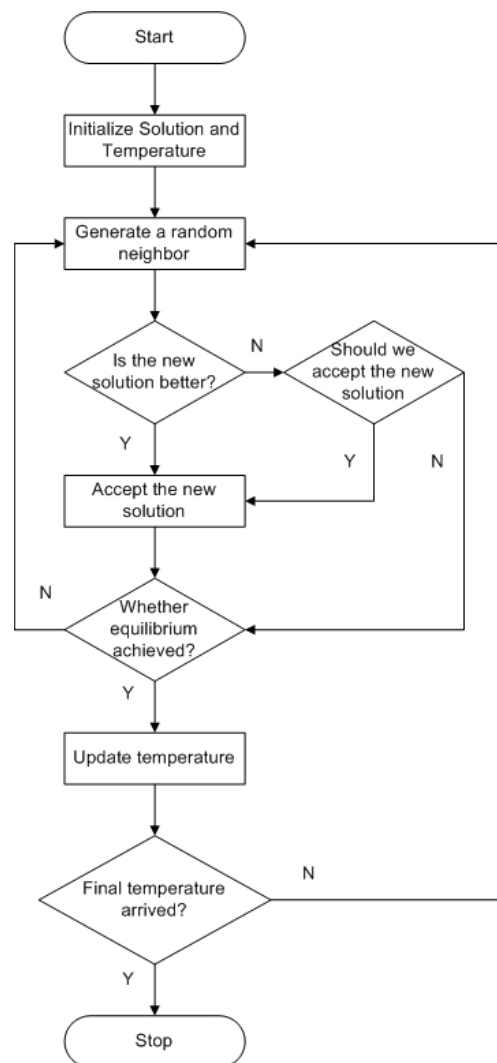 Start
Initialize Solution and
Temperature
Generate a random
neighbor
Is the new
solution better?
N
Should we
accept the new
solution
Y
Y
N
Accept the new
solution
N
Whether
equilibrium
achieved?
Y
Update temperature
Final temperature
arrived?
N
Y
Stop